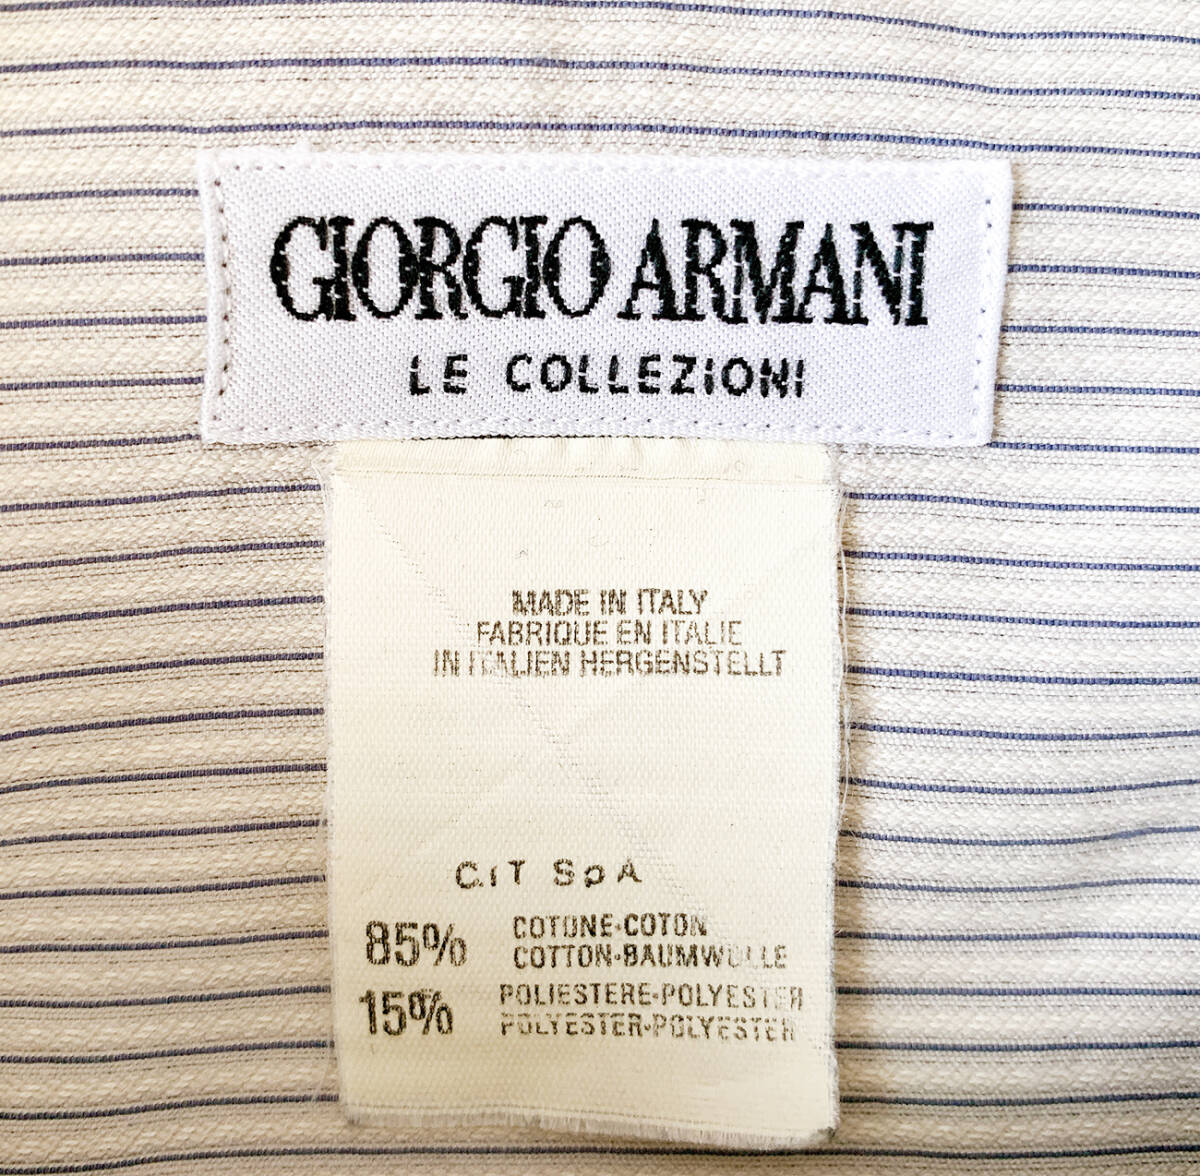 GIORGIO ARMANI
LE COLLEZIONI
MADE IN ITALY
FABRIQUE EN ITALIE
IN ITALIEN HERGENSTELLT
C.IT SpA
85% COTONE-COTON
COTTON-BAUMWOLLE
15% POLIESTERE-POLYESTER
POLYESTER-POLYESTER